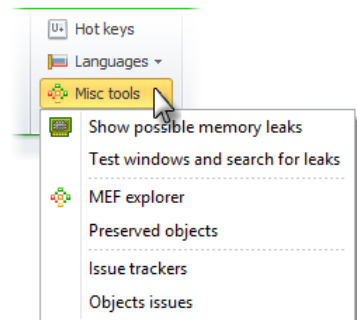 U+ Hot keys
Languages
Misc tools
Show possible memory leaks
Test windows and search for leaks
MEF explorer
Preserved objects
Issue trackers
Objects issues